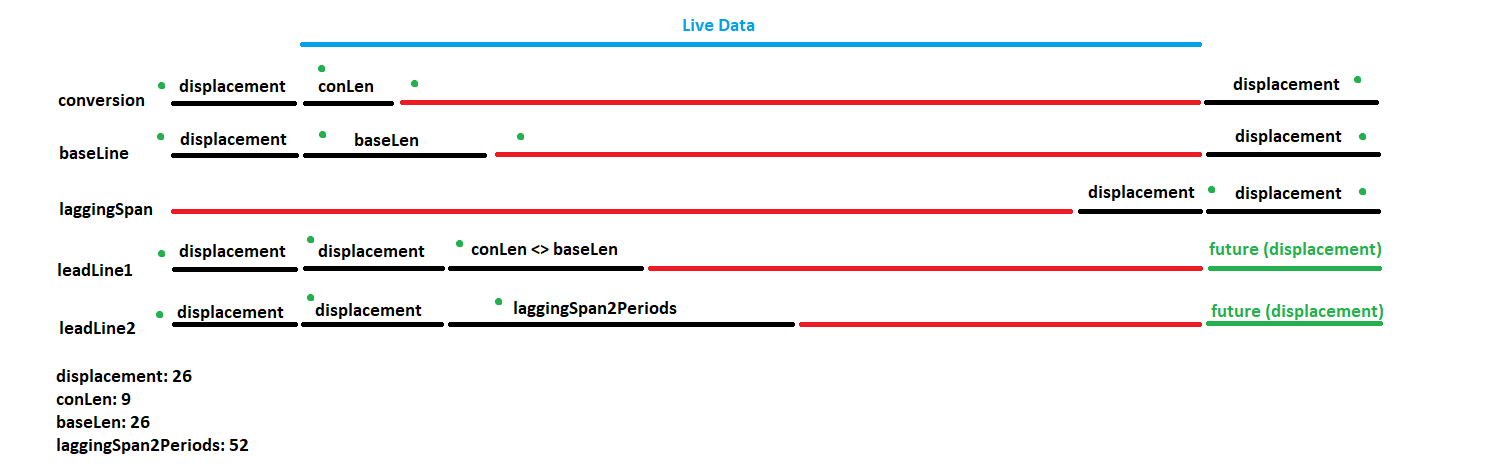 Live Data
conversion displacement conLen displacement
baseLine displacement baseLen displacement
laggingSpan displacement displacement
leadLine1 displacement displacement conLen <> baseLen future (displacement)
leadLine2 displacement displacement laggingSpan2Periods future (displacement)
displacement: 26
conLen: 9
baseLen: 26
laggingSpan2Periods: 52